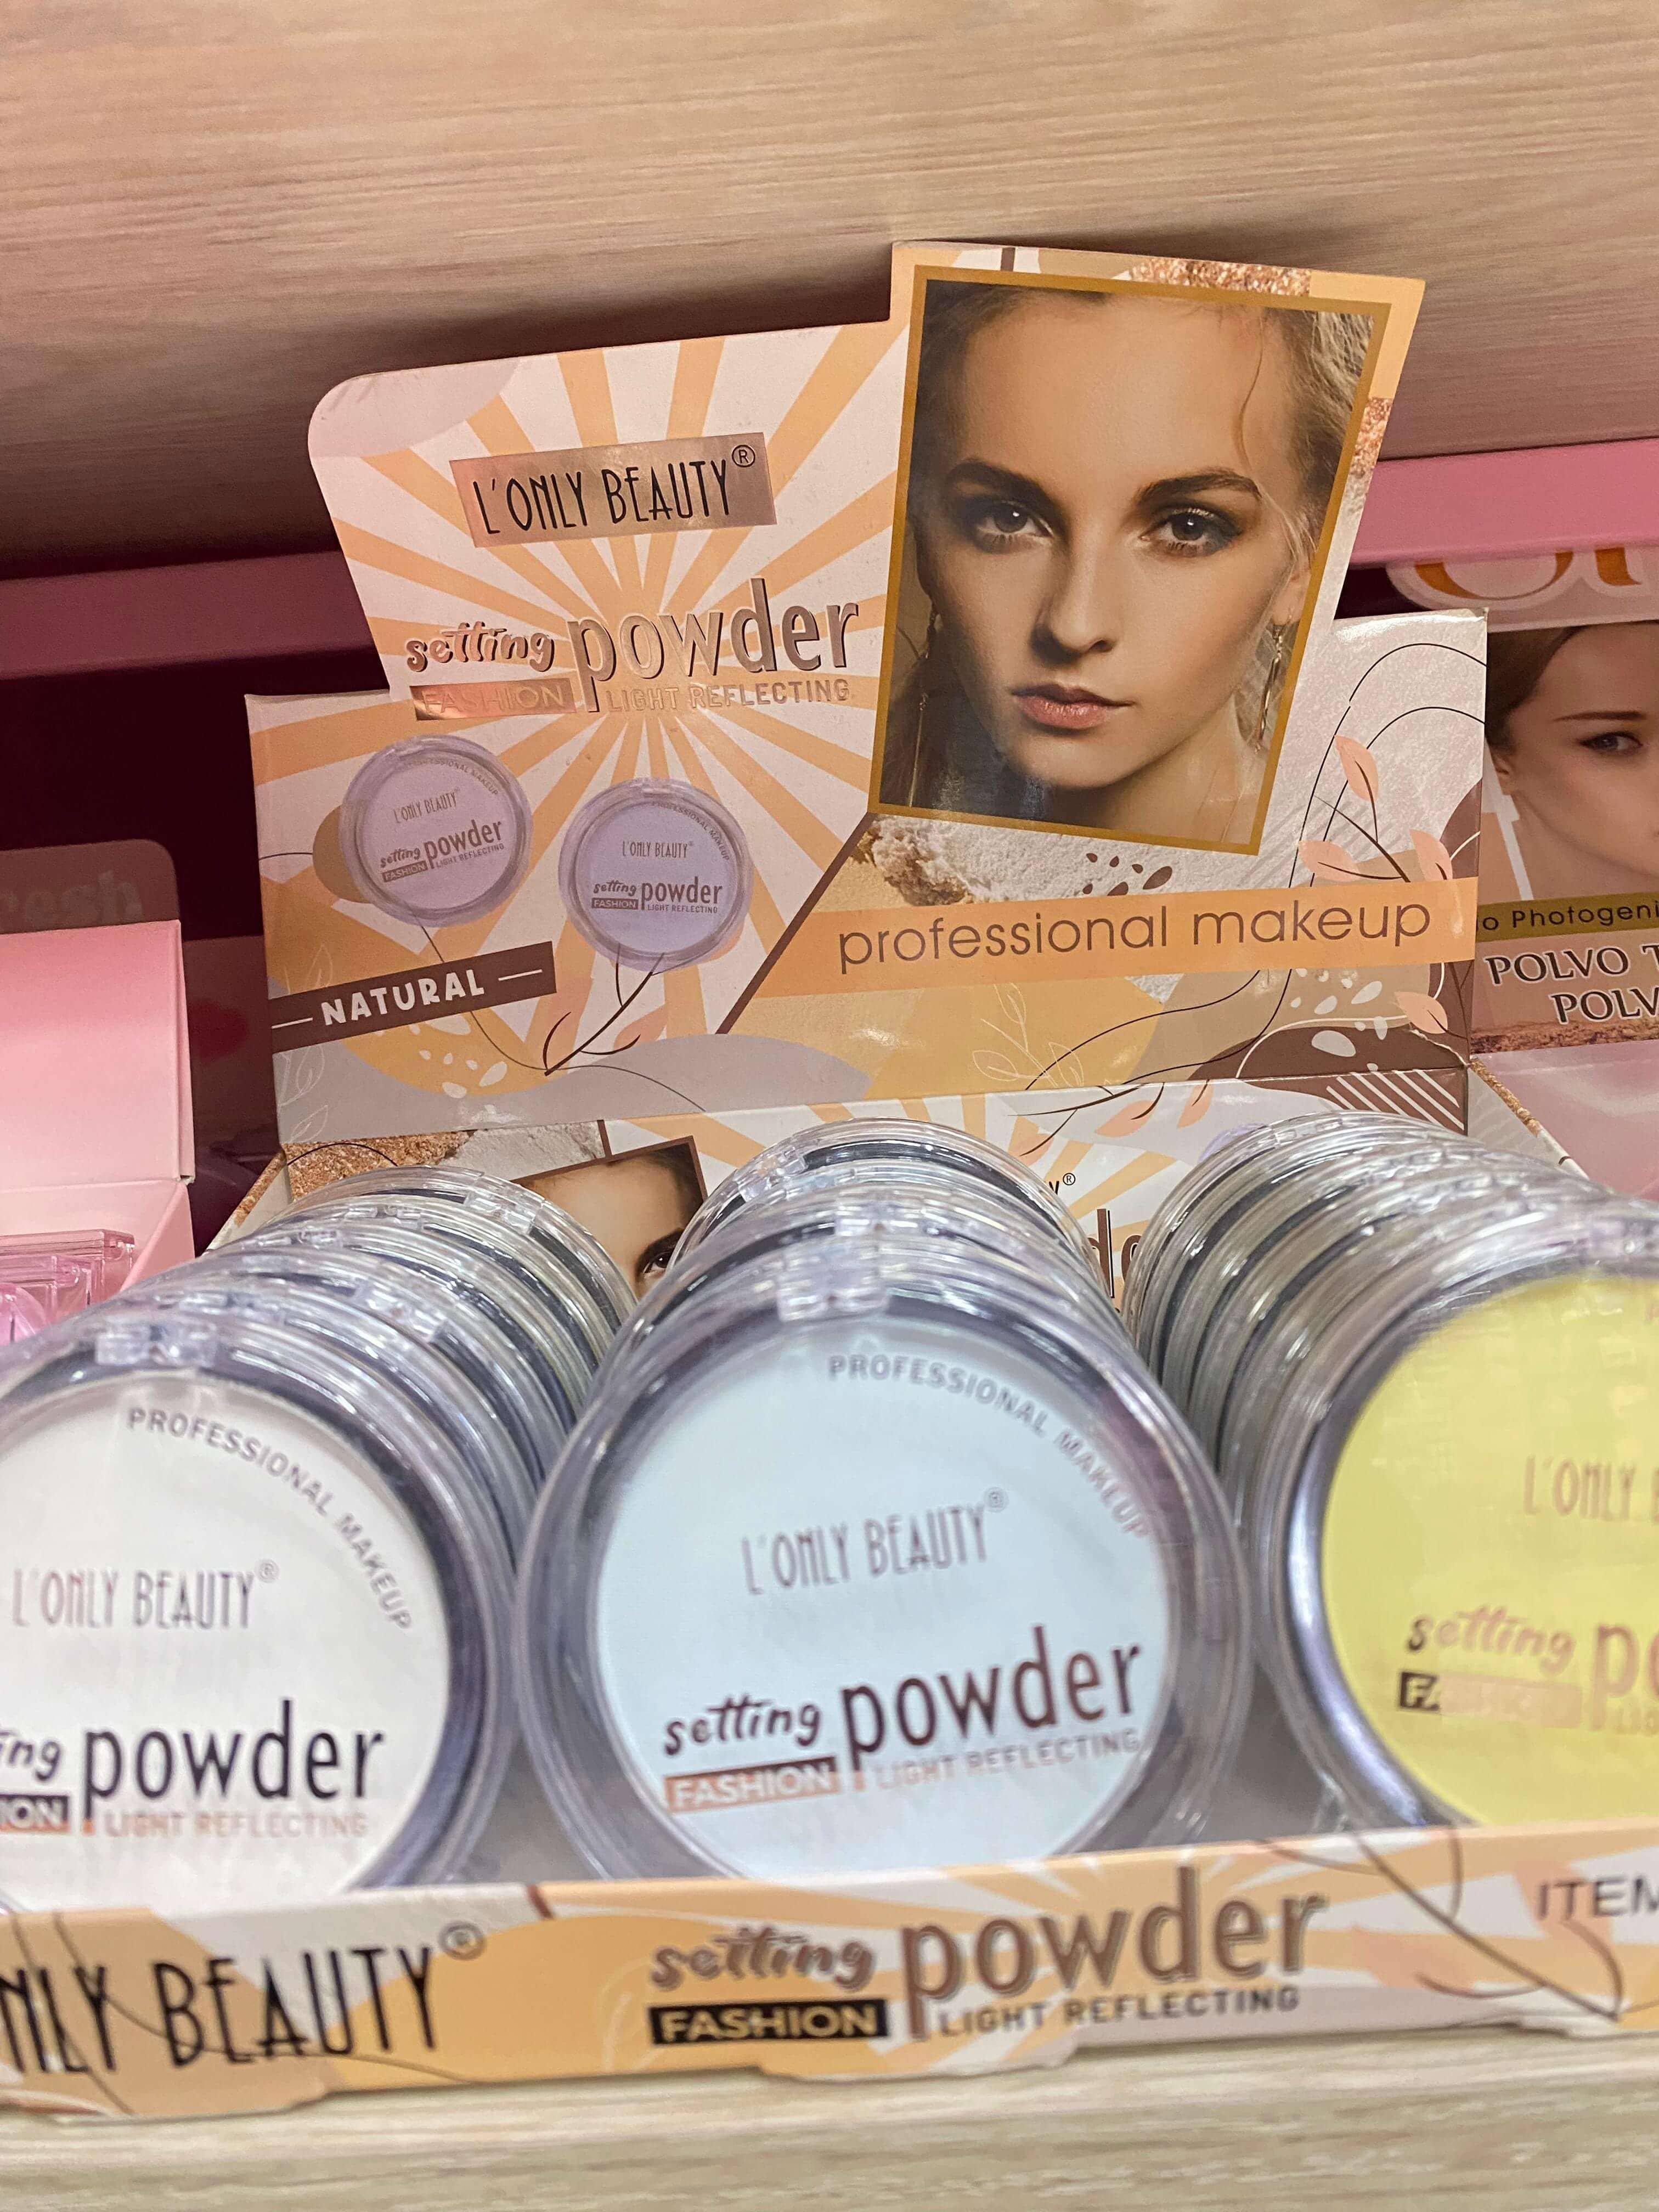 L'ONLY BEAUTY®
setting powder
FASHION LIGHT REFLECTING
PROFESSIONAL MAKEUP
L'ONLY BEAUTY®
setting powder
FASHION LIGHT REFLECTING
PROFESSIONAL MAKEUP
L'ONLY BEAUTY®
setting powder
FASHION LIGHT REFLECTING
NATURAL
professional makeup
o Photogeni
POLVO T
POLV
PROFESSIONAL MAKEUP
L'ONLY BEAUTY®
ing powder
ION LIGHT REFLECTING
PROFESSIONAL MAKEUP
L'ONLY BEAUTY®
setting powder
FASHION LIGHT REFLECTING
L'ONLY
setting po
NLY BEAUTY®
setting powder
FASHION LIGHT REFLECTING
ITEM